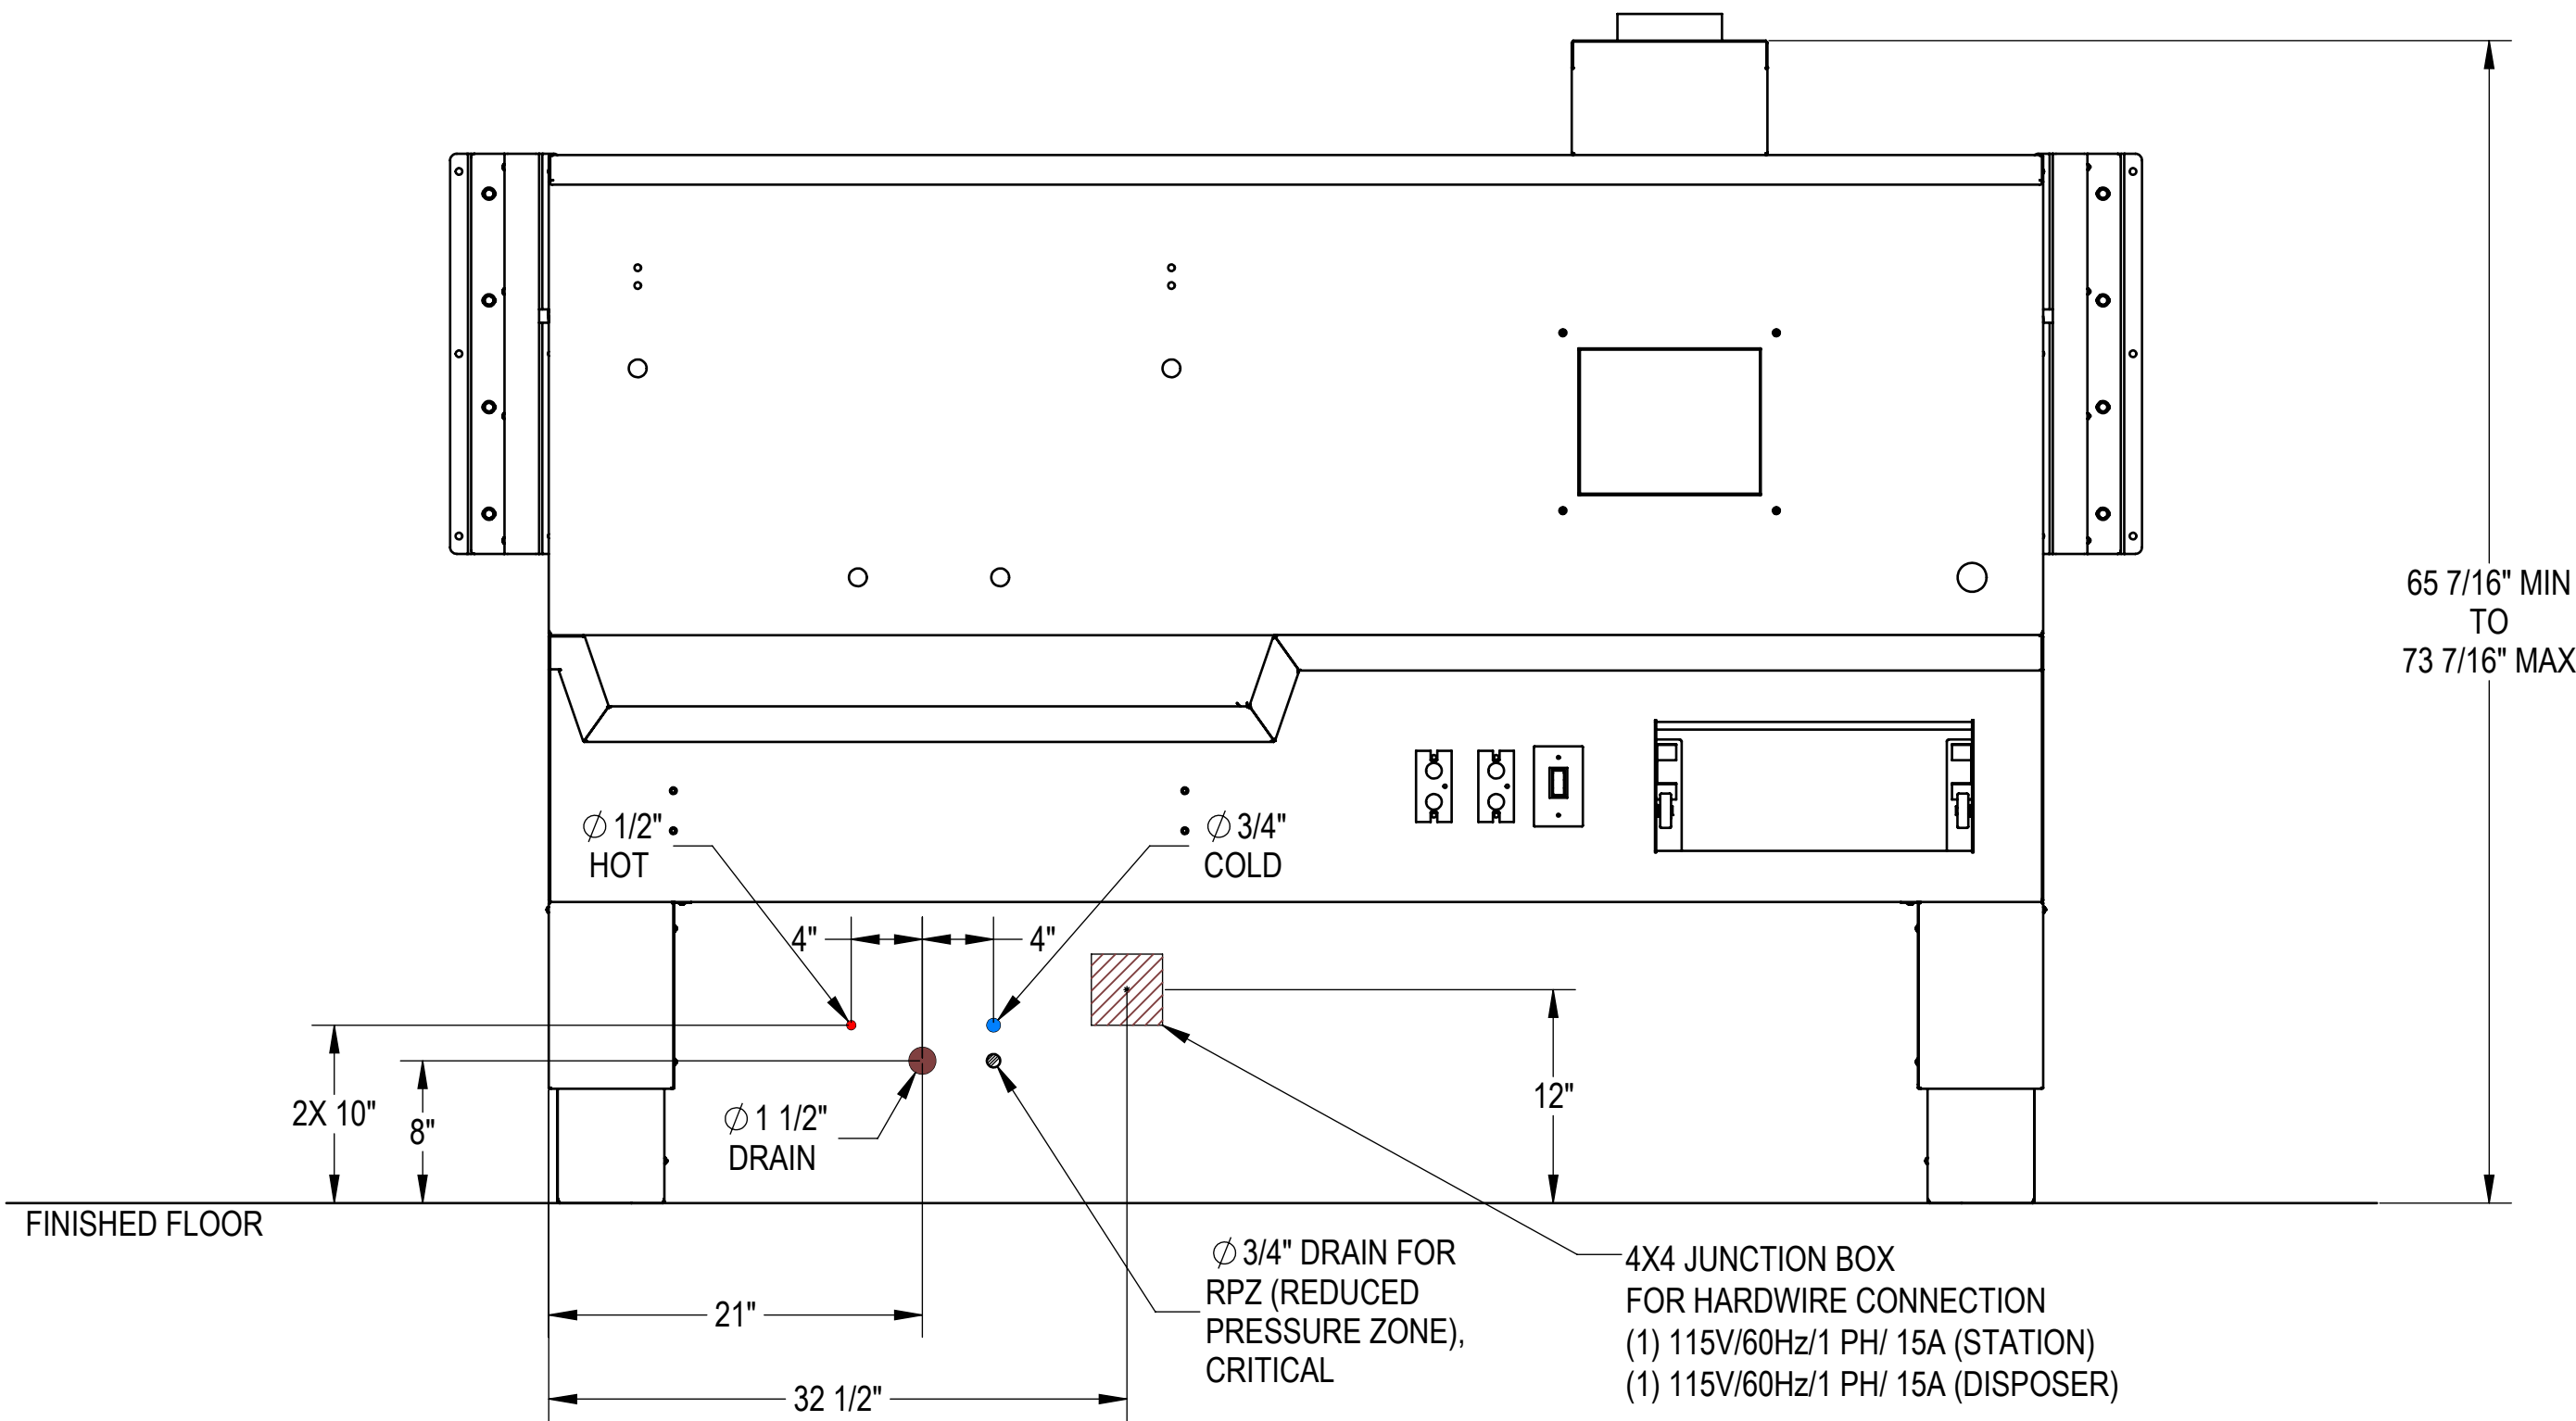 65 7/16" MIN
TO
73 7/16" MAX
∅ 1/2"
HOT
∅ 3/4"
COLD
4"
4"
2X 10"
8"
∅ 1 1/2"
DRAIN
12"
FINISHED FLOOR
∅ 3/4" DRAIN FOR
RPZ (REDUCED
PRESSURE ZONE),
CRITICAL
4X4 JUNCTION BOX
FOR HARDWIRE CONNECTION
(1) 115V/60Hz/1 PH/ 15A (STATION)
(1) 115V/60Hz/1 PH/ 15A (DISPOSER)
21"
32 1/2"